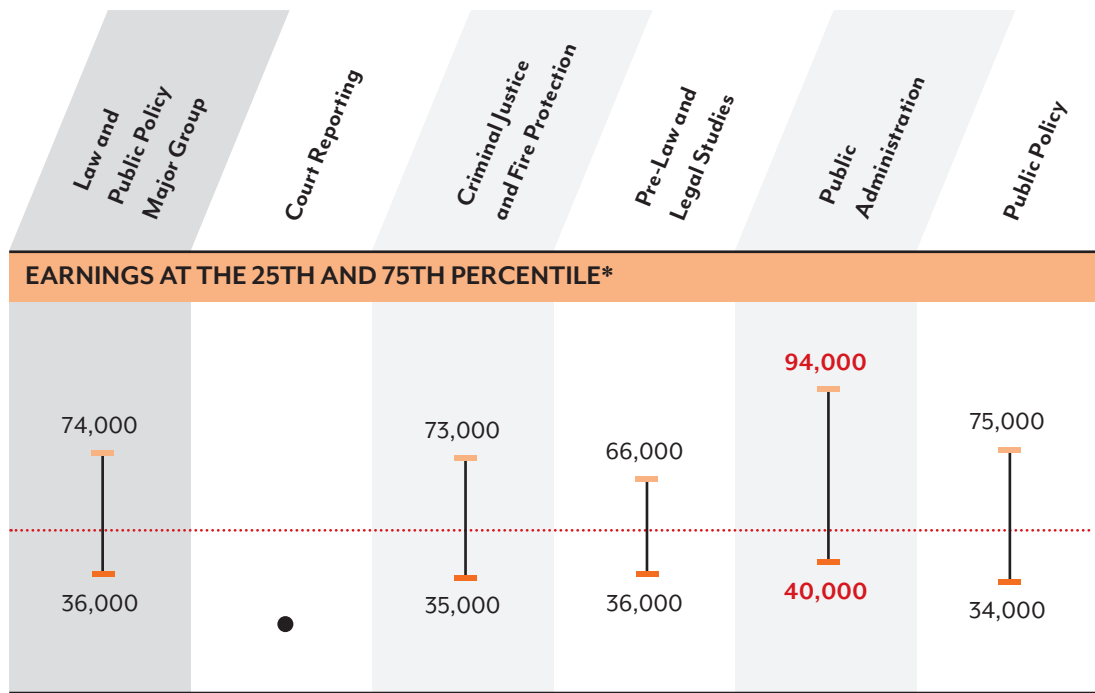 Law and
Public Policy
Major Group
Court Reporting
Criminal Justice
and Fire Protection
Pre-Law and
Legal Studies
Public
Administration
Public Policy
EARNINGS AT THE 25TH AND 75TH PERCENTILE*
74,000
36,000
73,000
35,000
66,000
36,000
94,000
40,000
75,000
34,000